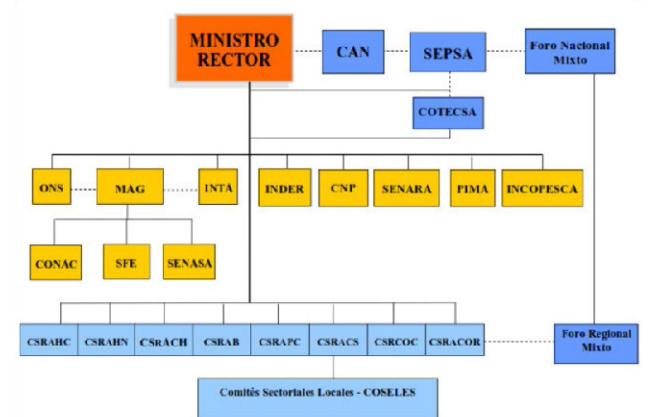 MINISTRO
RECTOR
CAN
SEPSA
Foro Nacional
Mixto
COTECSA
ONS
MAG
INTA
INDER
CNP
SENARA
PIMA
INCOPESCA
CONAC
SFE
SENASA
CSRAHC
CSRAHN
CSRACH
CSRAB
CSRAPC
CSRACS
CSRCOC
CSRACOR
Foro Regional
Mixto
Comités Sectoriales Locales - COSELES